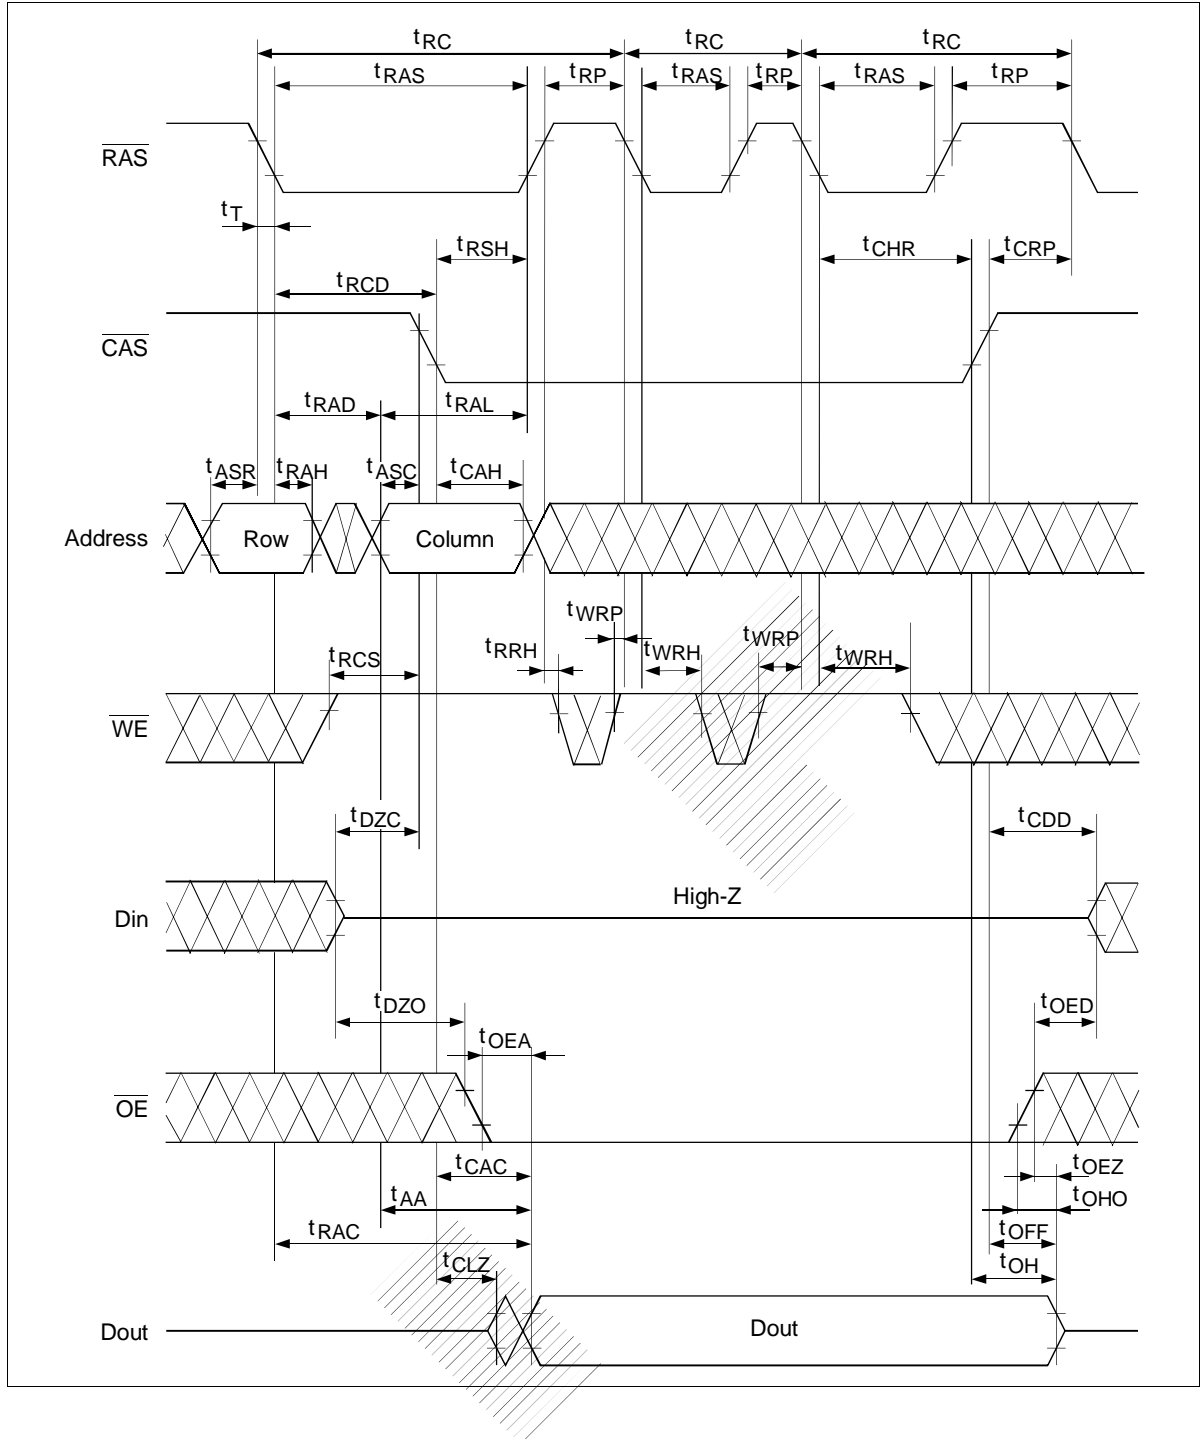 tRC tRC tRC
tRAS tRP tRAS tRP tRAS tRP
RAS
tT
tRSH tCHR tCRP
tRCD
CAS
tRAD tRAL
tASR tRAH tASC tCAH
Address Row Column
tWRP tWRP
tRRH tWRH tWRH
tRCS
WE
tDZC tCDD
High-Z
Din
tDZO tOED
tOEA
OE
tCAC tOEZ
tAA tOHO
tRAC tOFF
tCLZ tOH
Dout Dout